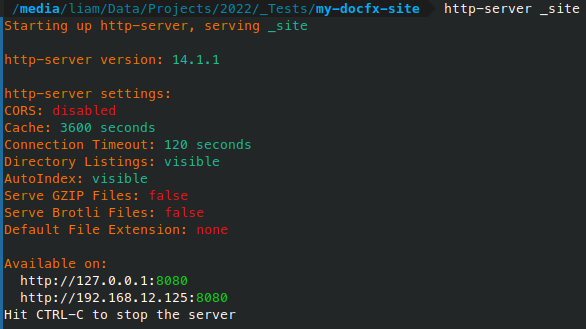 /media/liam/Data/Projects/2022/_Tests/my-docfx-site http-server _site
Starting up http-server, serving _site
http-server version: 14.1.1
http-server settings:
CORS: disabled
Cache: 3600 seconds
Connection Timeout: 120 seconds
Directory Listings: visible
AutoIndex: visible
Serve GZIP Files: false
Serve Brotli Files: false
Default File Extension: none
Available on:
http://127.0.0.1:8080
http://192.168.12.125:8080
Hit CTRL-C to stop the server